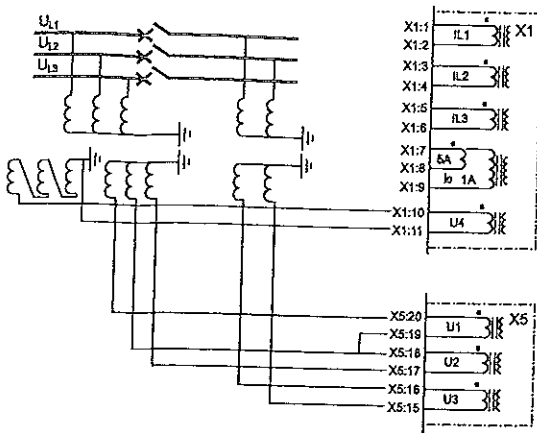 UL1
UL2
UL3
X1:1
X1:2
IL1
X1
X1:3
X1:4
IL2
X1:5
X1:6
IL3
X1:7
X1:8
X1:9
5A
Io 1A
X1:10
X1:11
U4
X5:20
X5:19
U1
X5
X5:18
X5:17
U2
X5:16
X5:15
U3